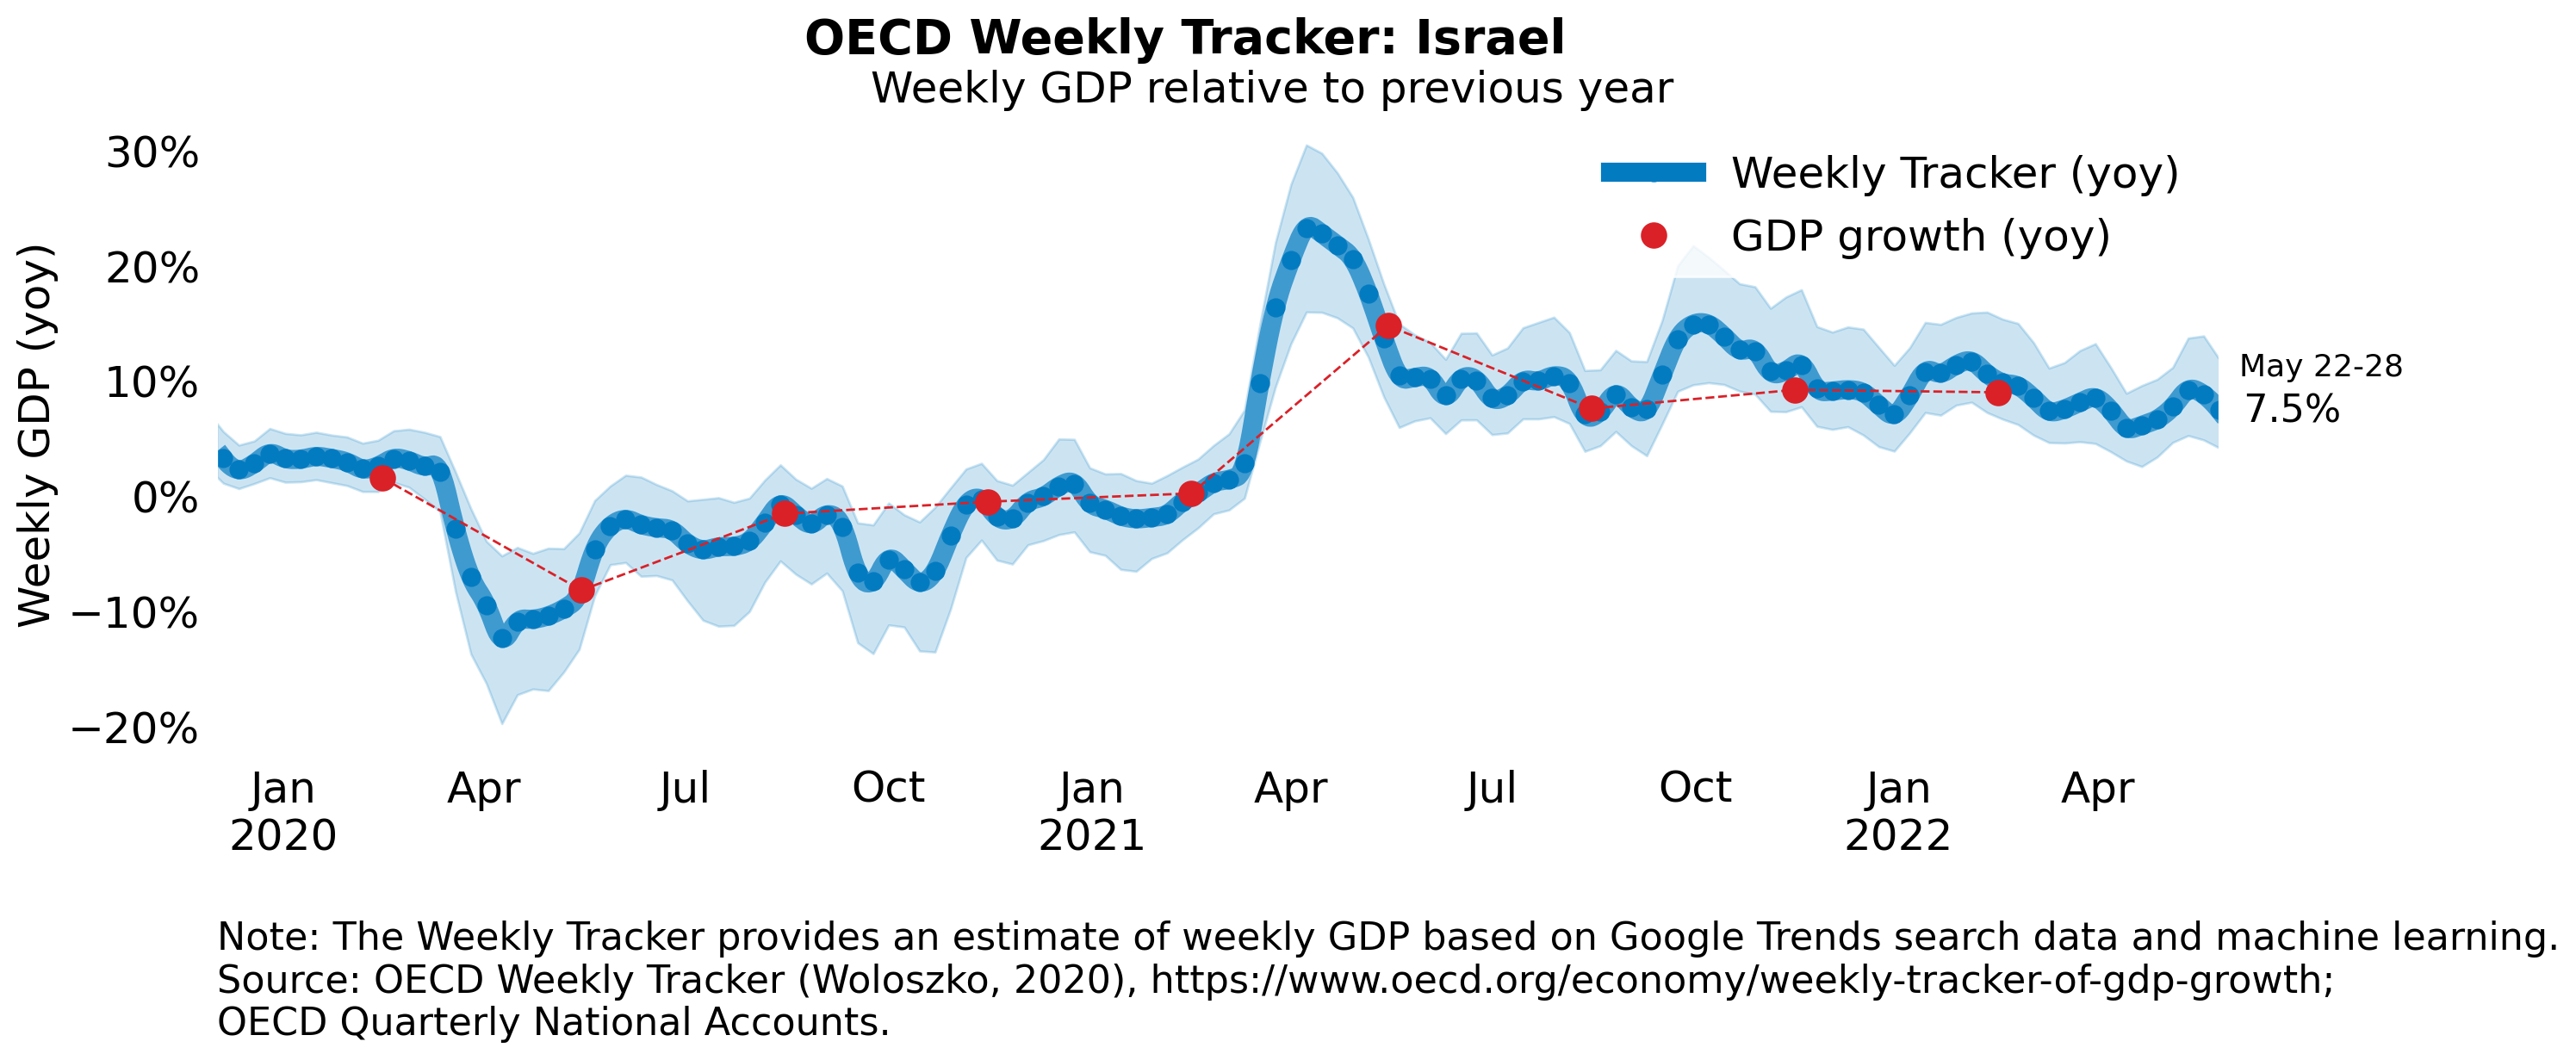 OECD Weekly Tracker: Israel
Weekly GDP relative to previous year
Weekly GDP (yoy)
30%
20%
10%
0%
−10%
−20%
Weekly Tracker (yoy)
GDP growth (yoy)
May 22-28
7.5%
Jan Apr Jul Oct Jan Apr Jul Oct Jan Apr
2020 2021 2022
Note: The Weekly Tracker provides an estimate of weekly GDP based on Google Trends search data and machine learning.
Source: OECD Weekly Tracker (Woloszko, 2020), https://www.oecd.org/economy/weekly-tracker-of-gdp-growth;
OECD Quarterly National Accounts.